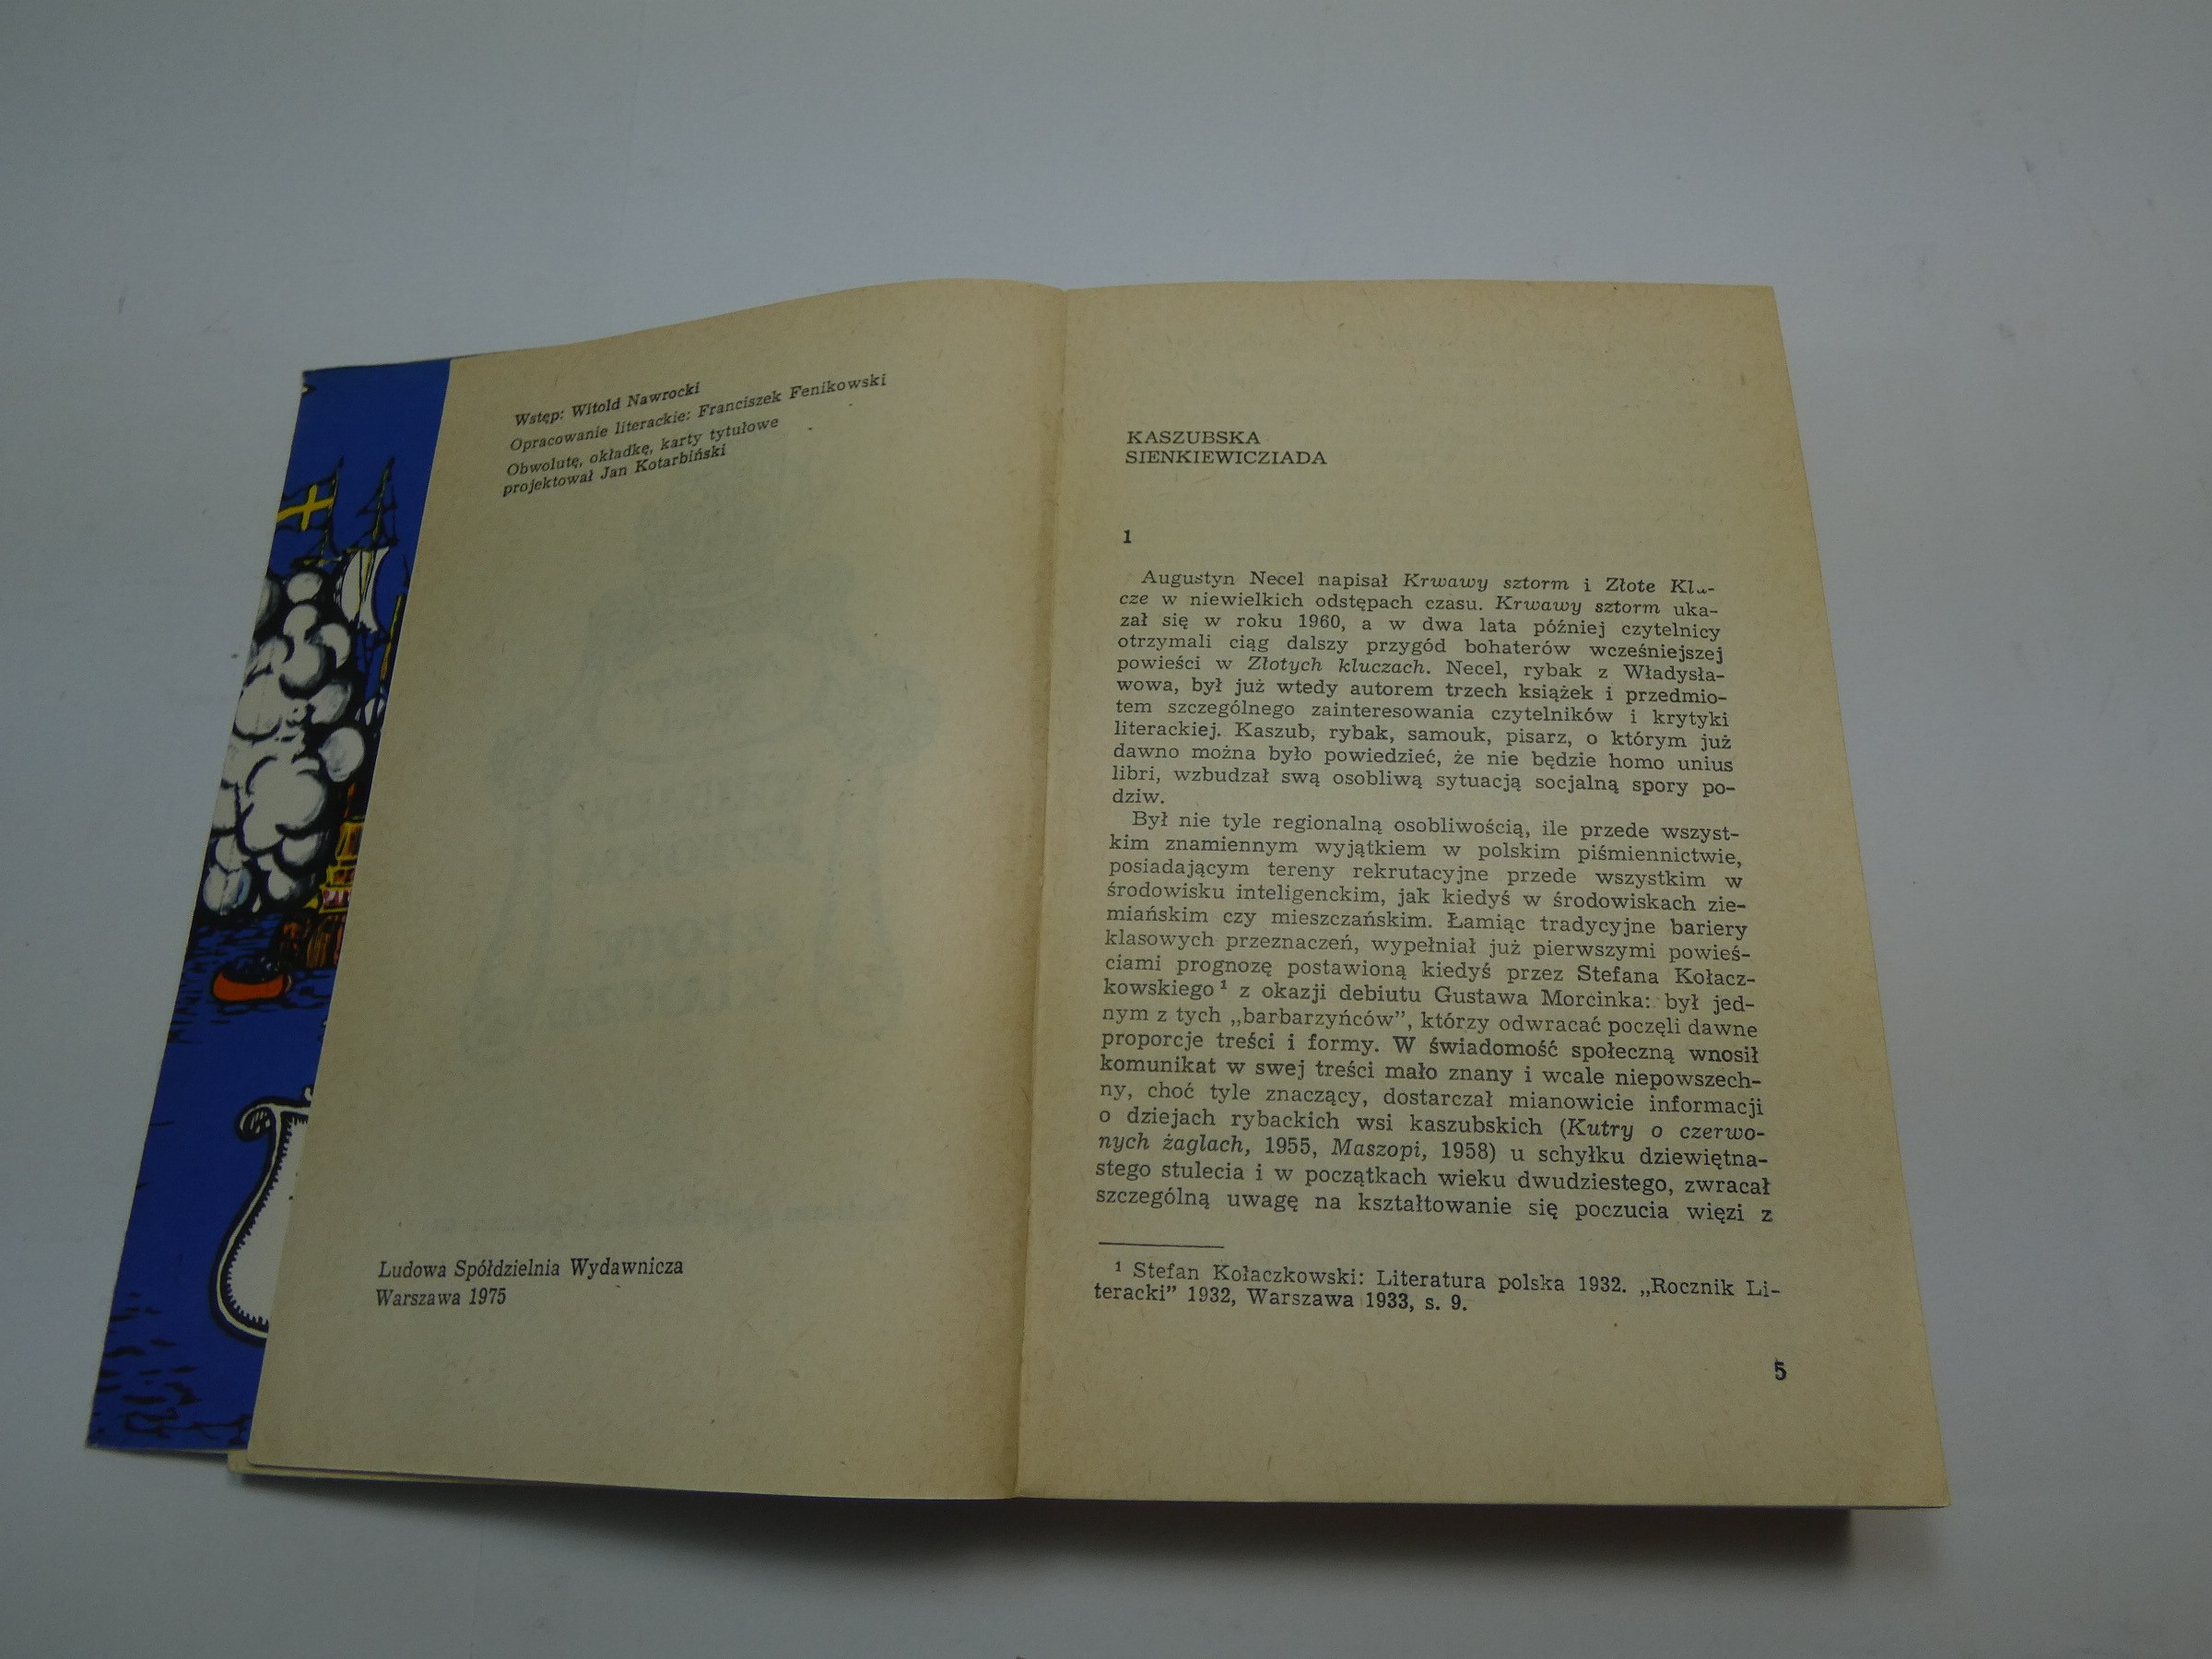 Wstęp: Witold Nawrocki
Opracowanie literackie: Franciszek Fenikowski
Obwolutę, okładkę, karty tytułowe
projektował Jan Kotarbiński
Ludowa Spółdzielnia Wydawnicza
Warszawa 1975
KASZUBSKA
SIENKIEWICZIADA
1
Augustyn Necel napisał Krwawy sztorm i Złote Klu-
cze w niewielkich odstępach czasu. Krwawy sztorm uka-
zał się w roku 1960, a w dwa lata później czytelnicy
otrzymali ciąg dalszy przygód bohaterów wcześniejszej
powieści w Złotych kluczach. Necel, rybak z Władysła-
wowa, był już wtedy autorem trzech książek i przedmio-
tem szczególnego zainteresowania czytelników i krytyki
literackiej. Kaszub, rybak, samouk, pisarz, o którym już
dawno można było powiedzieć, że nie będzie homo unius
libri, wzbudzał swą osobliwą sytuacją socjalną spory po-
dziw.
Był nie tyle regionalną osobliwością, ile przede wszyst-
kim znamiennym wyjątkiem w polskim piśmiennictwie,
posiadającym tereny rekrutacyjne przede wszystkim w
środowisku inteligenckim, jak kiedyś w środowiskach zie-
miańskim czy mieszczańskim. Łamiąc tradycyjne bariery
klasowych przeznaczeń, wypełniał już pierwszymi powieś-
ciami prognozę postawioną kiedyś przez Stefana Kołacz-
kowskiego¹ z okazji debiutu Gustawa Morcinka: był jed-
nym z tych „barbarzyńców”, którzy odwracać poczęli dawne
proporcje treści i formy. W świadomość społeczną wnosił
komunikat w swej treści mało znany i wcale niepowszech-
ny, choć tyle znaczący, dostarczał mianowicie informacji
o dziejach rybackich wsi kaszubskich (Kutry o czerwo-
nych żaglach, 1955, Maszopi, 1958) u schyłku dziewiętna-
stego stulecia i w początkach wieku dwudziestego, zwracał
szczególną uwagę na kształtowanie się poczucia więzi z
¹ Stefan Kołaczkowski: Literatura polska 1932. „Rocznik Li-
teracki” 1932, Warszawa 1933, s. 9.
5